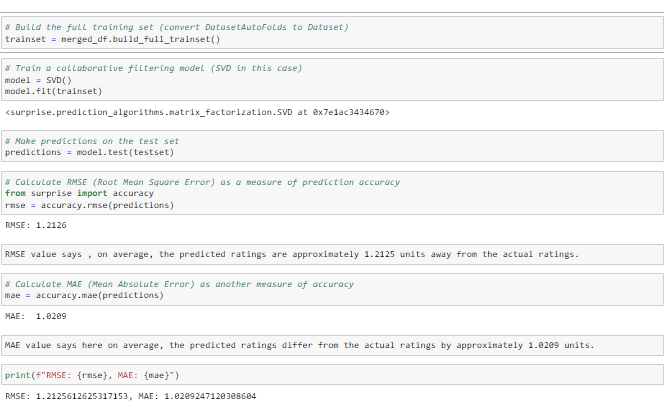 # Build the full training set (convert DatasetAutoFolds to Dataset)
trainset = merged_df.build_full_trainset()
# Train a collaborative filtering model (SVD in this case)
model = SVD()
model.fit(trainset)
<surprise.prediction_algorithms.matrix_factorization.SVD at 0x7e1ac3434670>
# Make predictions on the test set
predictions = model.test(testset)
# Calculate RMSE (Root Mean Square Error) as a measure of prediction accuracy
from surprise import accuracy
rmse = accuracy.rmse(predictions)
RMSE: 1.2126
RMSE value says , on average, the predicted ratings are approximately 1.2125 units away from the actual ratings.
# Calculate MAE (Mean Absolute Error) as another measure of accuracy
mae = accuracy.mae(predictions)
MAE:  1.0209
MAE value says here on average, the predicted ratings differ from the actual ratings by approximately 1.0209 units.
print(f"RMSE: {rmse}, MAE: {mae}")
RMSE: 1.2125612625317153, MAE: 1.0209247120308604